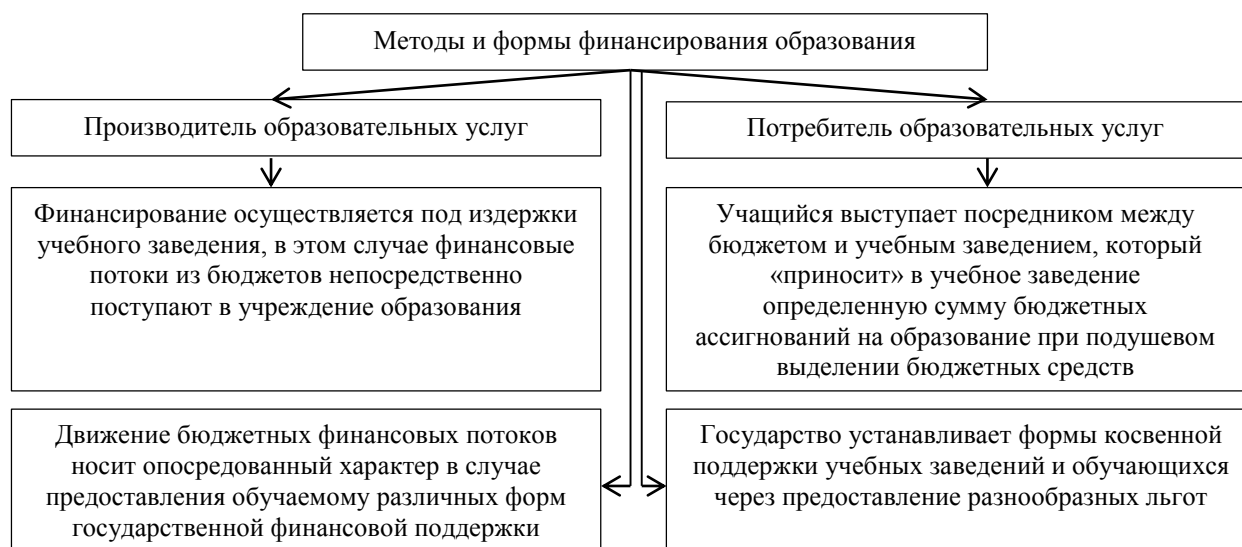 Методы и формы финансирования образования
Производитель образовательных услуг
Потребитель образовательных услуг
Финансирование осуществляется под издержки
учебного заведения, в этом случае финансовые
потоки из бюджетов непосредственно
поступают в учреждение образования
Учащийся выступает посредником между
бюджетом и учебным заведением, который
«приносит» в учебное заведение
определенную сумму бюджетных
ассигнований на образование при подушевом
выделении бюджетных средств
Движение бюджетных финансовых потоков
носит опосредованный характер в случае
предоставления обучаемому различных форм
государственной финансовой поддержки
Государство устанавливает формы косвенной
поддержки учебных заведений и обучающихся
через предоставление разнообразных льгот